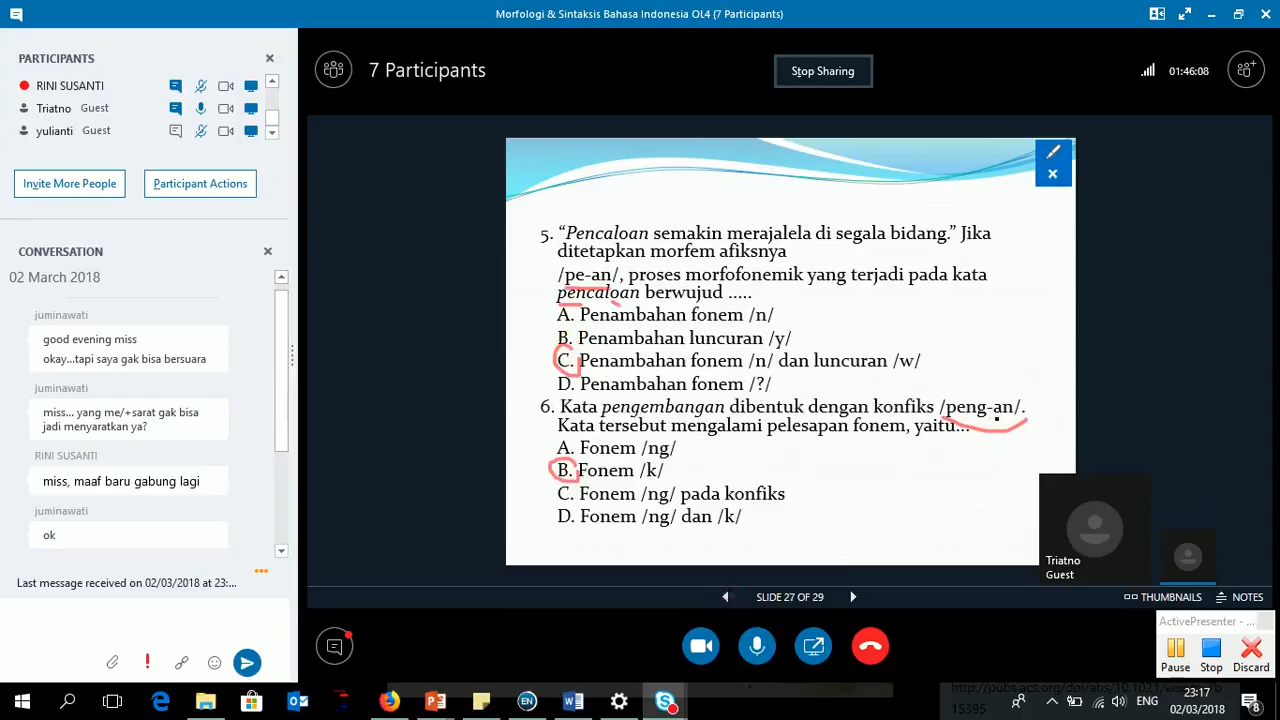 Morfologi & Sintaksis Bahasa Indonesia OL4 (7 Participants)
PARTICIPANTS
RINI SUSANTI
Triatno Guest
yulianti Guest
Invite More People
Participant Actions
CONVERSATION
02 March 2018
juminawati
good evening miss
okay...tapi saya gak bisa bersuara
juminawati
miss... yang me/+sarat gak bisa
jadi menyaratkan ya?
RINI SUSANTI
miss, maaf baru gabung lagi
juminawati
ok
Last message received on 02/03/2018 at 23:...
7 Participants
Stop Sharing
01:46:08
5. “Pencaloan semakin merajalela di segala bidang.” Jika
ditetapkan morfem afiksnya
/pe-an/, proses morfofonemik yang terjadi pada kata
pencaloan berwujud .....
A. Penambahan fonem /n/
B. Penambahan luncuran /y/
C. Penambahan fonem /n/ dan luncuran /w/
D. Penambahan fonem /?/
6. Kata pengembangan dibentuk dengan konfiks /peng-an/.
Kata tersebut mengalami pelesapan fonem, yaitu...
A. Fonem /ng/
B. Fonem /k/
C. Fonem /ng/ pada konfiks
D. Fonem /ng/ dan /k/
Triatno
Guest
SLIDE 27 OF 29
THUMBNAILS
NOTES
ActivePresenter - ...
Pause
Stop
Discard
15395
ENG
23:17
02/03/2018
8